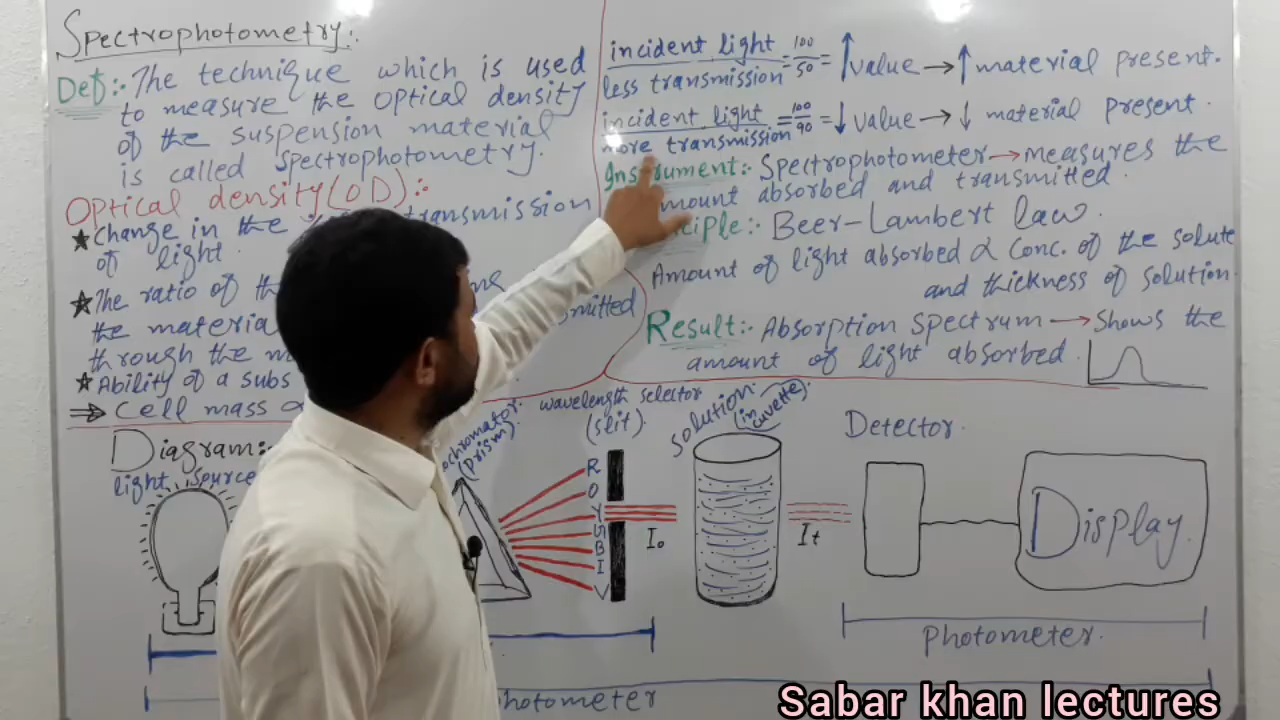 Spectrophotometry:.
Def:- The technique which is used
to measure the optical density
of the suspension material
is called spectrophotometry.
Optical density (OD):-
★ Change in the transmission
of light.
★ The ratio of the
the materia smitted
through the m
★ Ability of a subs
⇒ Cell mass
incident light / less transmission = 100/50 = ↑ value → ↑ material present.
incident light / more transmission = 100/90 = ↓ value → ↓ material present.
Instrument:- Spectrophotometer → measures the
amount absorbed and transmitted.
ciple:- Beer-Lambert law.
Amount of light absorbed α Conc. of the solute
and thickness of solution.
Result:- Absorption spectrum → shows the
amount of light absorbed.
Diagram:
light source
ochromator
(prism).
wavelength selector
(slit).
solution.
(in cuvette).
Detector.
R
O
Y
G
B
I
V
I₀
It
Display.
Photometer.
hotometer
Sabar khan lectures